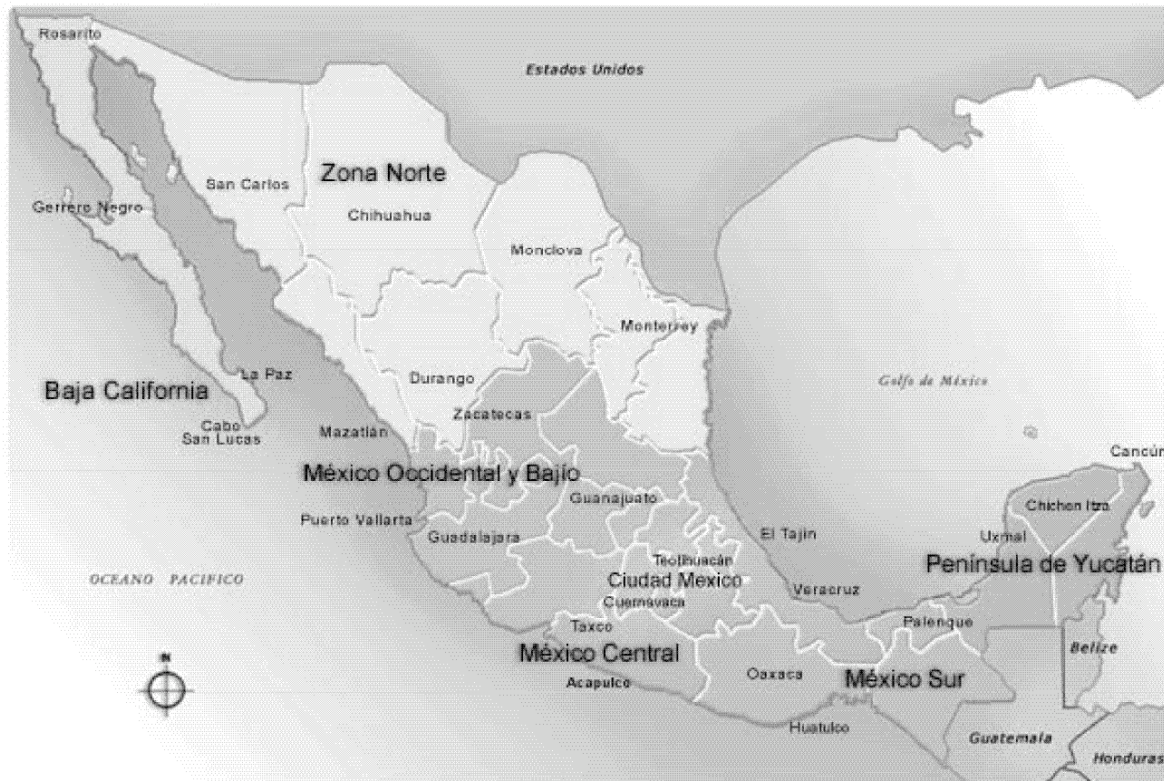 Rosarito
Estados Unidos
Zona Norte
San Carlos
Chihuahua
Gerrero Negro
Monclova
Monterrey
La Paz
Baja California
Durango
Golfo de México
Zacatecas
Cabo
San Lucas
Mazatlán
Cancún
México Occidental y Bajío
Guanajuato
Chichen Itza
Puerto Vallarta
Guadalajara
El Tajín
Uxmal
Teotihuacán
Península de Yucatán
OCEANO PACIFICO
Ciudad Mexico
Veracruz
Cuernavaca
Taxco
Palenque
México Central
Belize
Oaxaca
México Sur
N
Acapulco
Huatulco
Guatemala
Honduras